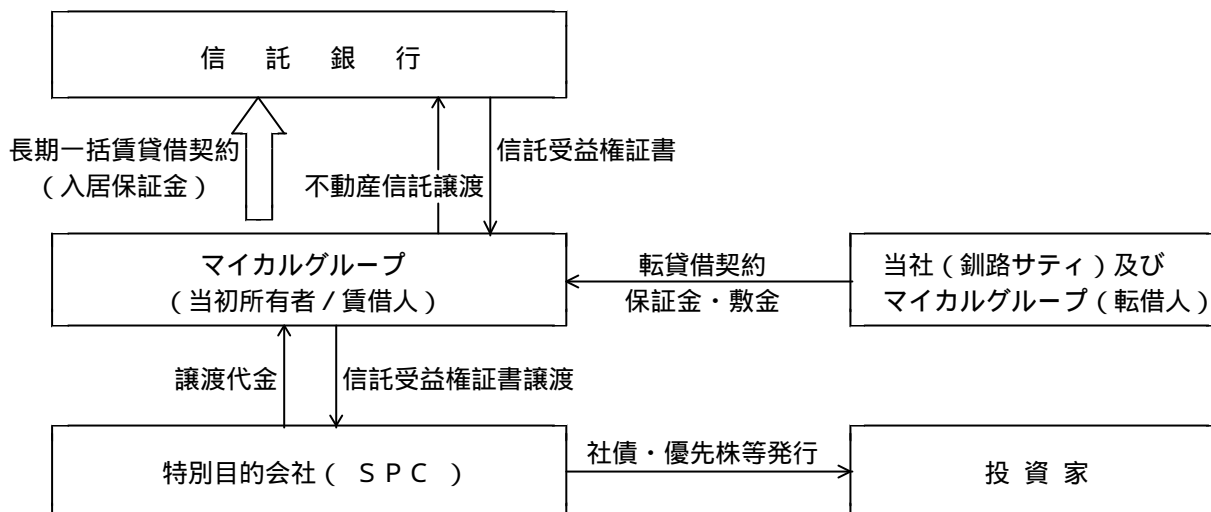 信 託 銀 行
長期一括賃貸借契約
（入居保証金）
不動産信託譲渡
信託受益権証書
マイカルグループ
（当初所有者／賃借人）
転貸借契約
保証金・敷金
当社（釧路サティ）及び
マイカルグループ（転借人）
譲渡代金
信託受益権証書譲渡
特別目的会社（ ＳＰＣ ）
社債・優先株等発行
投 資 家